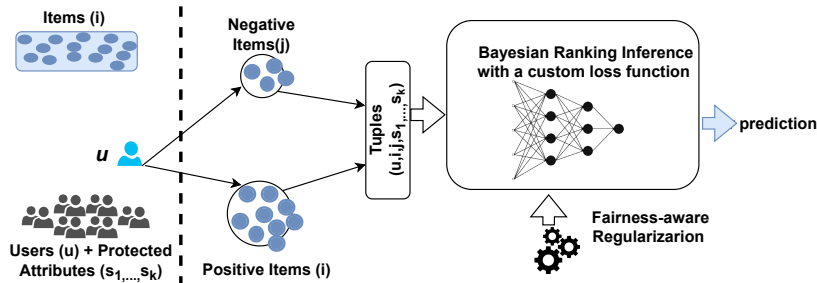 Items (i)
Negative
Items(j)
u
Users (u) + Protected
Attributes (s1,...,sk)
Positive Items (i)
Tuples
(u,i,j,s1,...,sk)
Bayesian Ranking Inference
with a custom loss function
prediction
Fairness-aware
Regularizarion